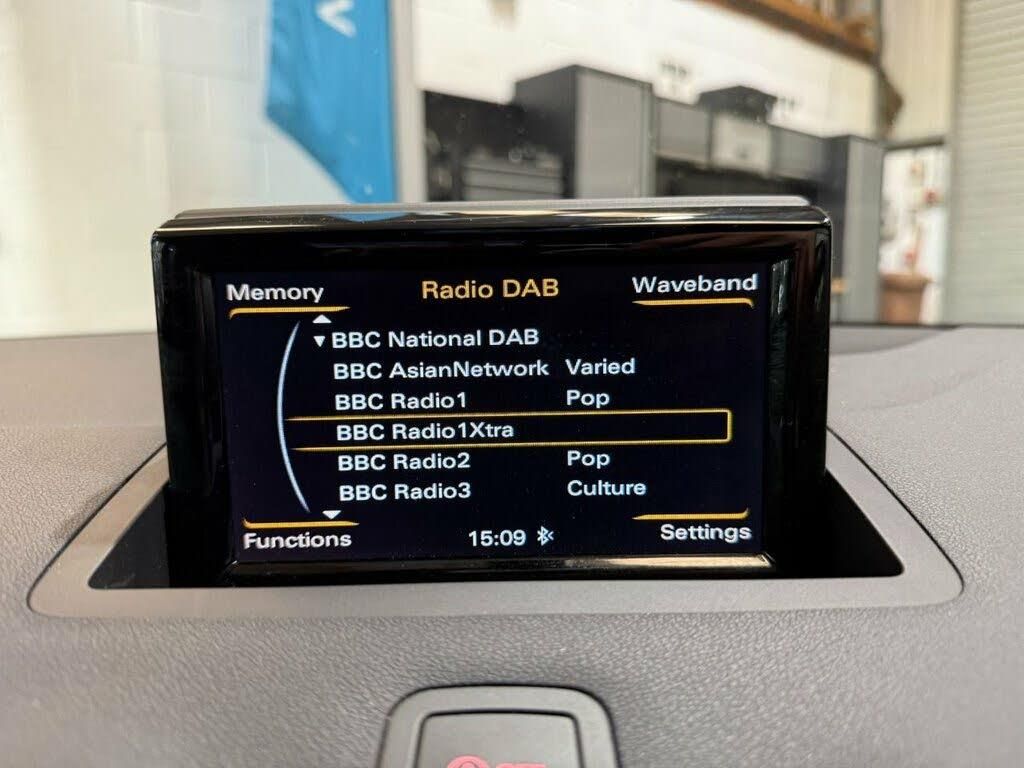 Memory Radio DAB Waveband
BBC National DAB
BBC AsianNetwork Varied
BBC Radio1 Pop
BBC Radio1Xtra
BBC Radio2 Pop
BBC Radio3 Culture
Functions 15:09 Settings